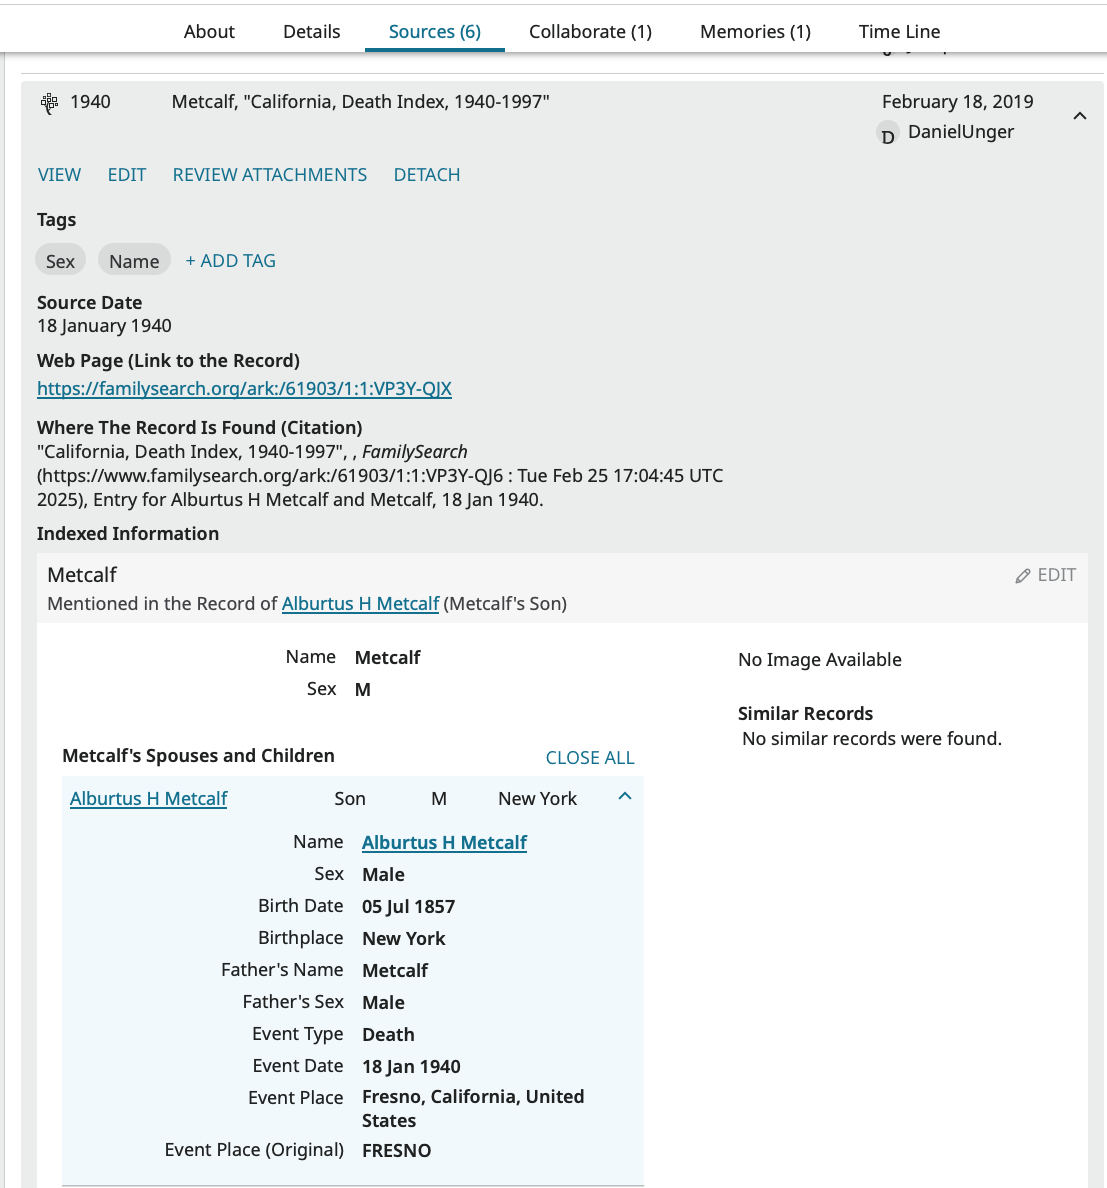 About Details Sources (6) Collaborate (1) Memories (1) Time Line
1940 Metcalf, "California, Death Index, 1940-1997" February 18, 2019
D DanielUnger
VIEW EDIT REVIEW ATTACHMENTS DETACH
Tags
Sex Name + ADD TAG
Source Date
18 January 1940
Web Page (Link to the Record)
https://familysearch.org/ark:/61903/1:1:VP3Y-QJX
Where The Record Is Found (Citation)
"California, Death Index, 1940-1997", , FamilySearch
(https://www.familysearch.org/ark:/61903/1:1:VP3Y-QJ6 : Tue Feb 25 17:04:45 UTC
2025), Entry for Alburtus H Metcalf and Metcalf, 18 Jan 1940.
Indexed Information
Metcalf EDIT
Mentioned in the Record of Alburtus H Metcalf (Metcalf's Son)
Name Metcalf
Sex M
No Image Available
Similar Records
No similar records were found.
Metcalf's Spouses and Children CLOSE ALL
Alburtus H Metcalf Son M New York
Name Alburtus H Metcalf
Sex Male
Birth Date 05 Jul 1857
Birthplace New York
Father's Name Metcalf
Father's Sex Male
Event Type Death
Event Date 18 Jan 1940
Event Place Fresno, California, United
States
Event Place (Original) FRESNO